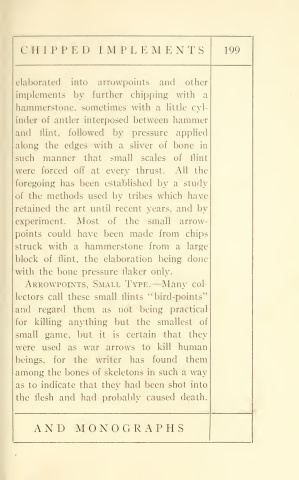 CHIPPED IMPLEMENTS 199
elaborated into arrowpoints and other
implements by further chipping with a
hammerstone, sometimes with a little cyl-
inder of antler interposed between hammer
and flint, followed by pressure applied
along the edges with a sliver of bone in
such manner that small scales of flint
were forced off at every thrust. All the
foregoing has been established by a study
of the methods used by tribes which have
retained the art until recent years, and by
experiment. Most of the small arrow-
points could have been made from chips
struck with a hammerstone from a large
block of flint, the elaboration being done
with the bone pressure flaker only.
ARROWPOINTS, SMALL TYPE.—Many col-
lectors call these small flints "bird-points"
and regard them as not being practical
for killing anything but the smallest of
small game, but it is certain that they
were used as war arrows to kill human
beings, for the writer has found them
among the bones of skeletons in such a way
as to indicate that they had been shot into
the flesh and had probably caused death.
AND MONOGRAPHS